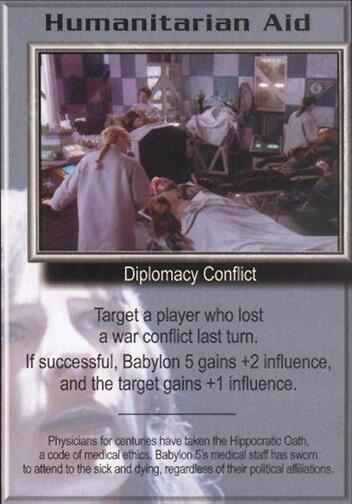 Humanitarian Aid
Diplomacy Conflict
Target a player who lost
a war conflict last turn.
If successful, Babylon 5 gains +2 influence,
and the target gains +1 influence.
Physicians for centuries have taken the Hippocratic Oath,
a code of medical ethics. Babylon 5's medical staff has sworn
to attend to the sick and dying, regardless of their political affiliations.